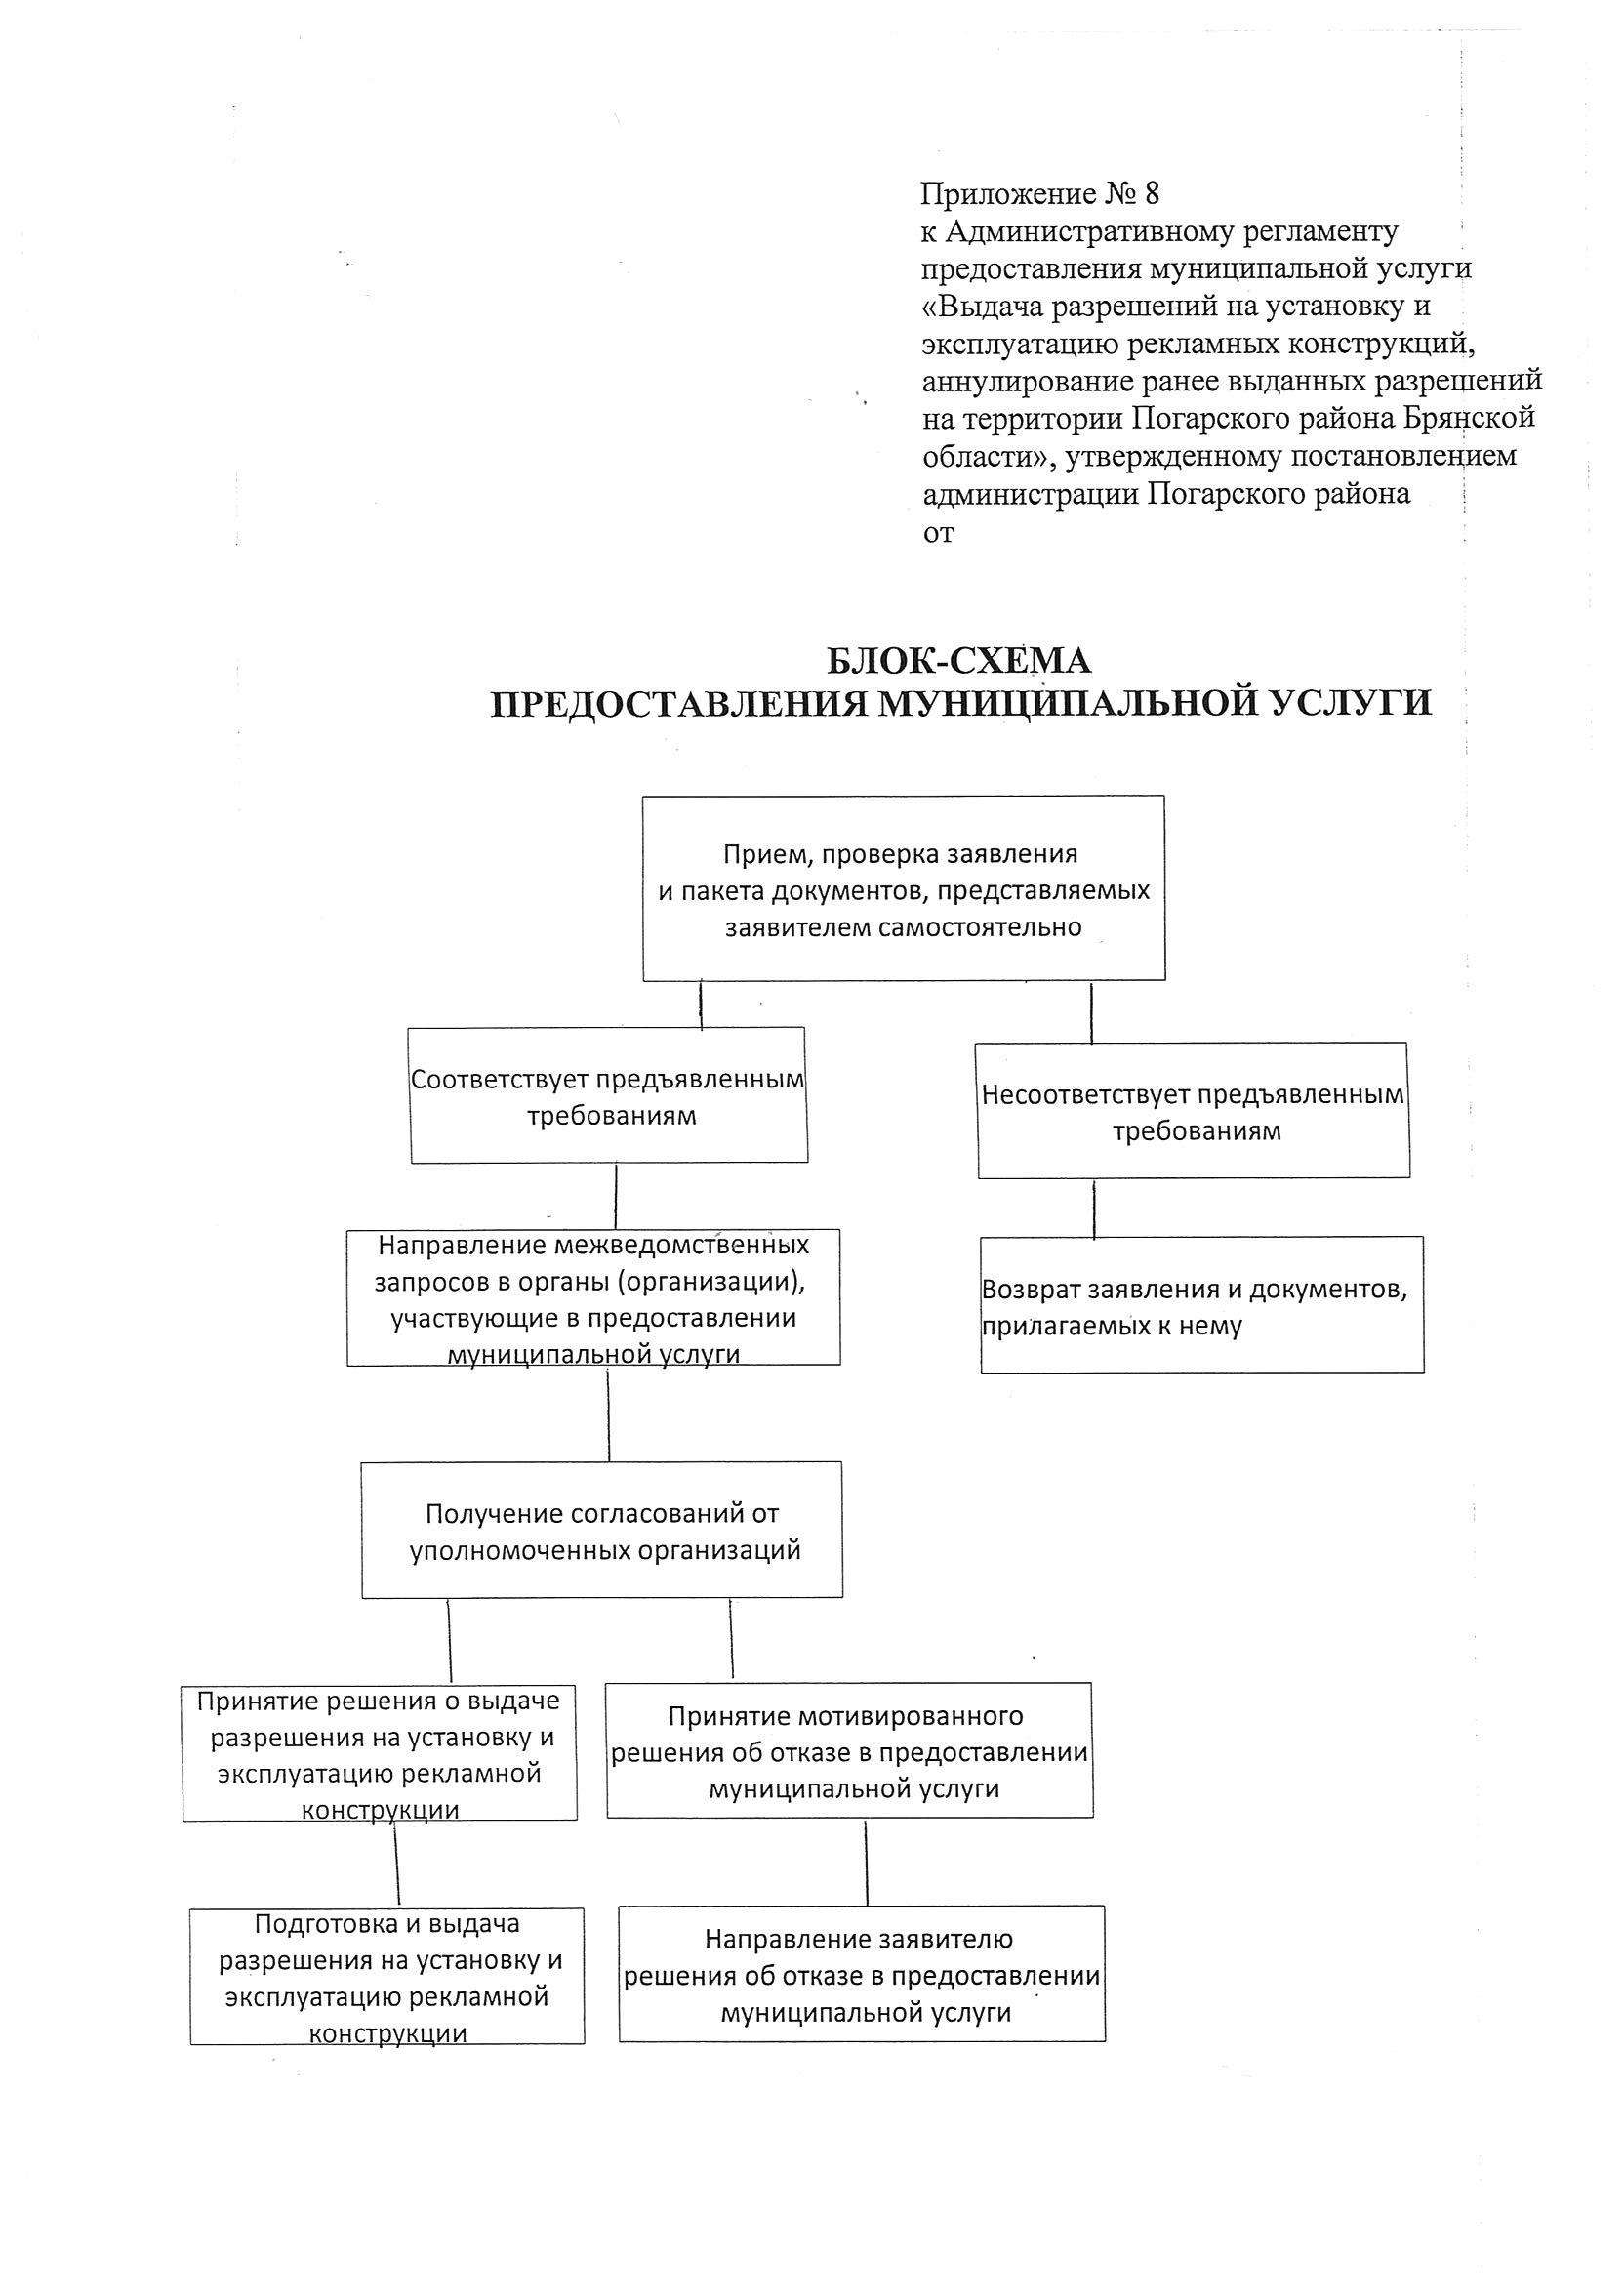 Приложение № 8
к Административному регламенту
предоставления муниципальной услуги
«Выдача разрешений на установку и
эксплуатацию рекламных конструкций,
аннулирование ранее выданных разрешений
на территории Погарского района Брянской
области», утвержденному постановлением
администрации Погарского района
от
БЛОК-СХЕМА
ПРЕДОСТАВЛЕНИЯ МУНИЦИПАЛЬНОЙ УСЛУГИ
Прием, проверка заявления
и пакета документов, представляемых
заявителем самостоятельно
Соответствует предъявленным
требованиям
Несоответствует предъявленным
требованиям
Направление межведомственных
запросов в органы (организации),
участвующие в предоставлении
муниципальной услуги
Возврат заявления и документов,
прилагаемых к нему
Получение согласований от
уполномоченных организаций
Принятие решения о выдаче
разрешения на установку и
эксплуатацию рекламной
конструкции
Принятие мотивированного
решения об отказе в предоставлении
муниципальной услуги
Подготовка и выдача
разрешения на установку и
эксплуатацию рекламной
конструкции
Направление заявителю
решения об отказе в предоставлении
муниципальной услуги